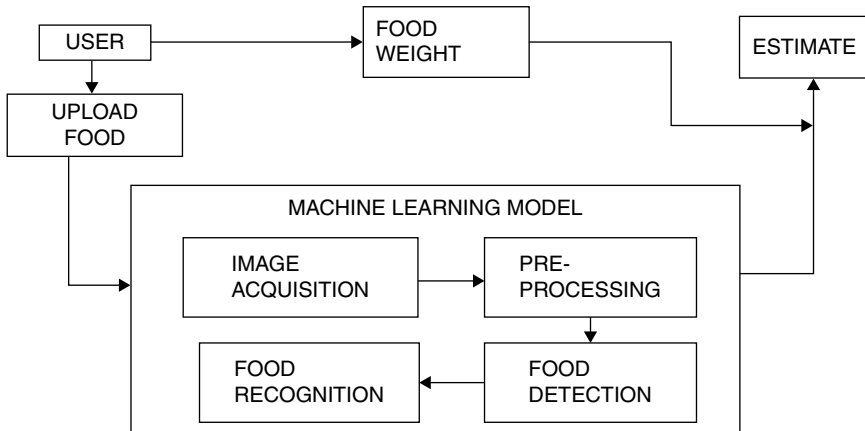 USER
FOOD
WEIGHT
ESTIMATE
UPLOAD
FOOD
MACHINE LEARNING MODEL
IMAGE
ACQUISITION
PRE-
PROCESSING
FOOD
RECOGNITION
FOOD
DETECTION